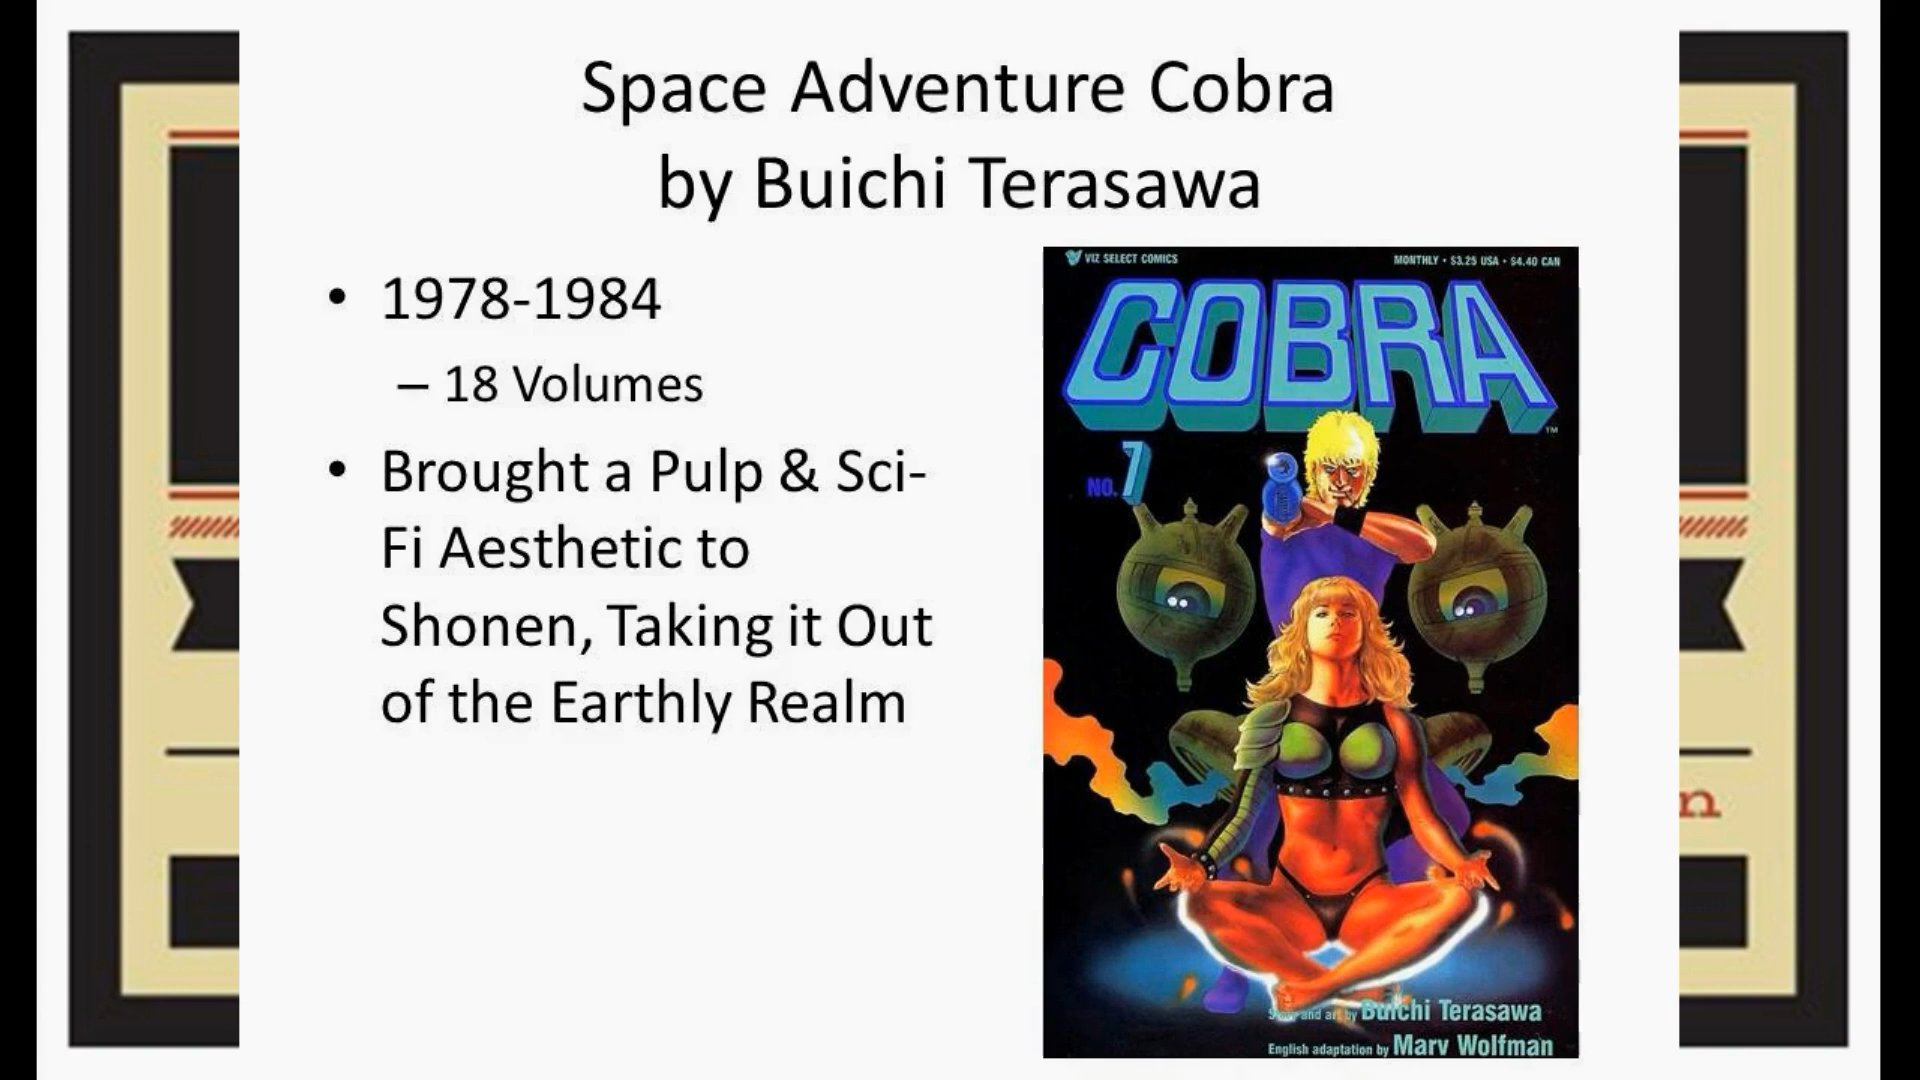 Space Adventure Cobra
by Buichi Terasawa
• 1978-1984
– 18 Volumes
• Brought a Pulp & Sci-
Fi Aesthetic to
Shonen, Taking it Out
of the Earthly Realm
VIZ SELECT COMICS
MONTHLY • $3.25 USA • $4.40 CAN
COBRA
TM
NO. 7
Story and art by Buichi Terasawa
English adaptation by Marv Wolfman
n